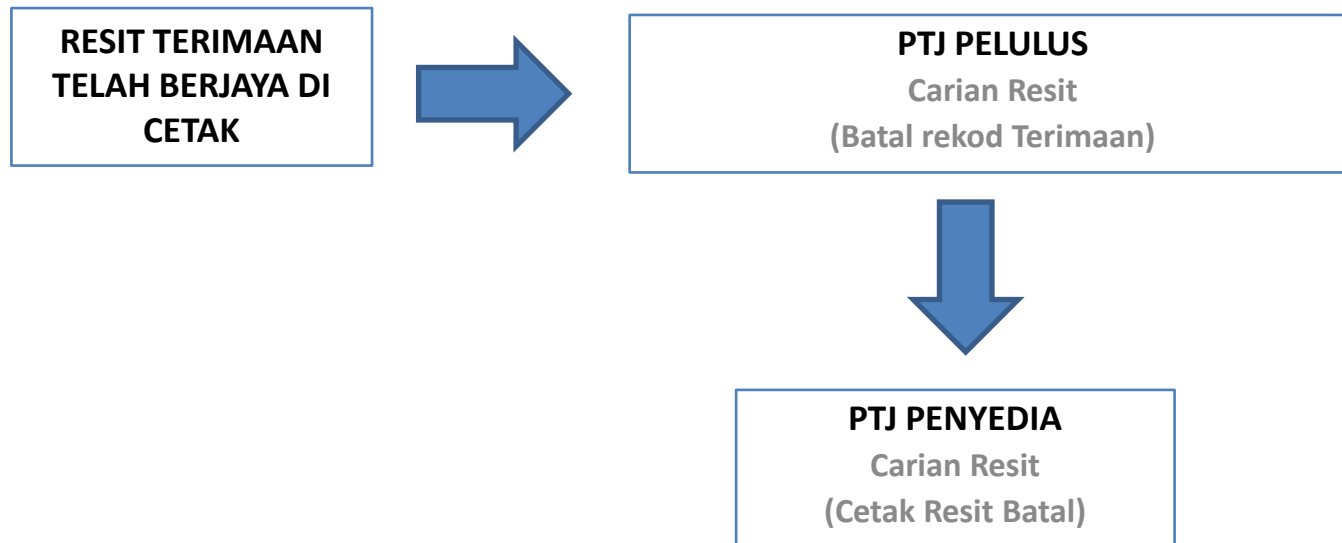 RESIT TERIMAAN
TELAH BERJAYA DI
CETAK
PTJ PELULUS
Carian Resit
(Batal rekod Terimaan)
PTJ PENYEDIA
Carian Resit
(Cetak Resit Batal)